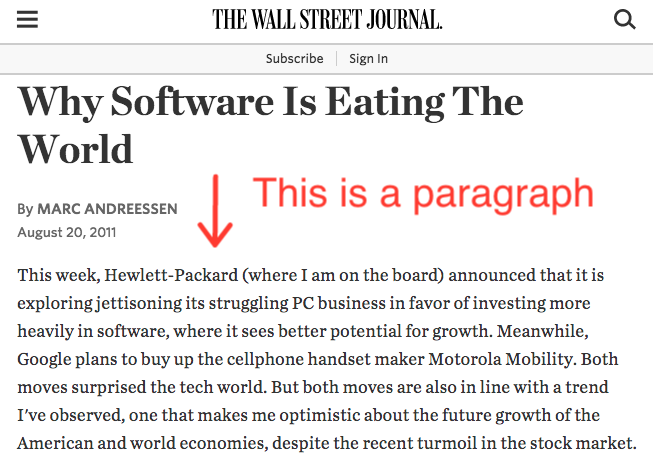 THE WALL STREET JOURNAL.
Subscribe Sign In
Why Software Is Eating The
World
This is a paragraph
By MARC ANDREESSEN
August 20, 2011
This week, Hewlett-Packard (where I am on the board) announced that it is
exploring jettisoning its struggling PC business in favor of investing more
heavily in software, where it sees better potential for growth. Meanwhile,
Google plans to buy up the cellphone handset maker Motorola Mobility. Both
moves surprised the tech world. But both moves are also in line with a trend
I've observed, one that makes me optimistic about the future growth of the
American and world economies, despite the recent turmoil in the stock market.